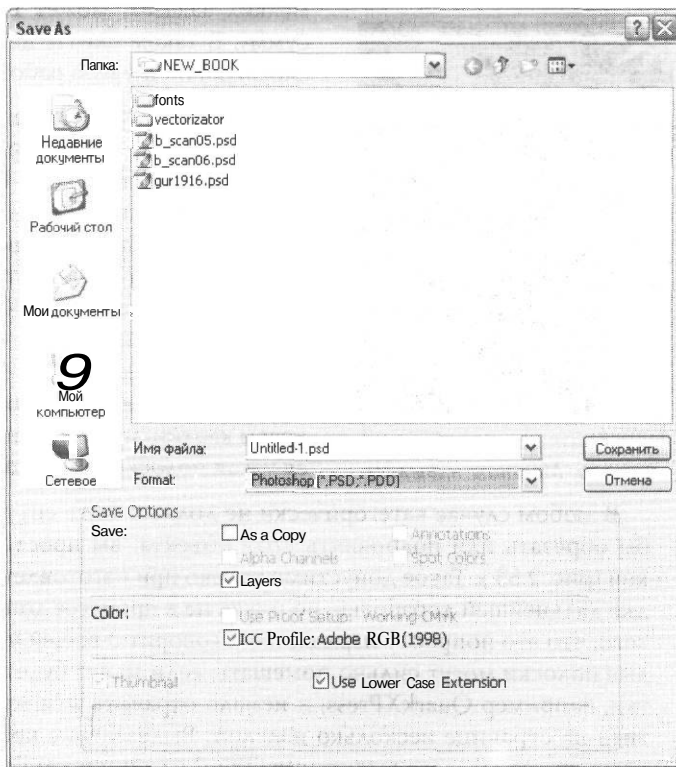 Save As
Папка: NEW_BOOK
fonts
vectorizator
b_scan05.psd
b_scan06.psd
gur1916.psd
Недавние
документы
Рабочий стол
Мои документы
9
Мой
компьютер
Сетевое
Имя файла: Untitled-1.psd Сохранить
Format: Photoshop (*.PSD;*.PDD) Отмена
Save Options
Save: As a Copy Annotations
Alpha Channels Spot Colors
Layers
Color: Use Proof Setup: Working CMYK
ICC Profile: Adobe RGB (1998)
Thumbnail Use Lower Case Extension